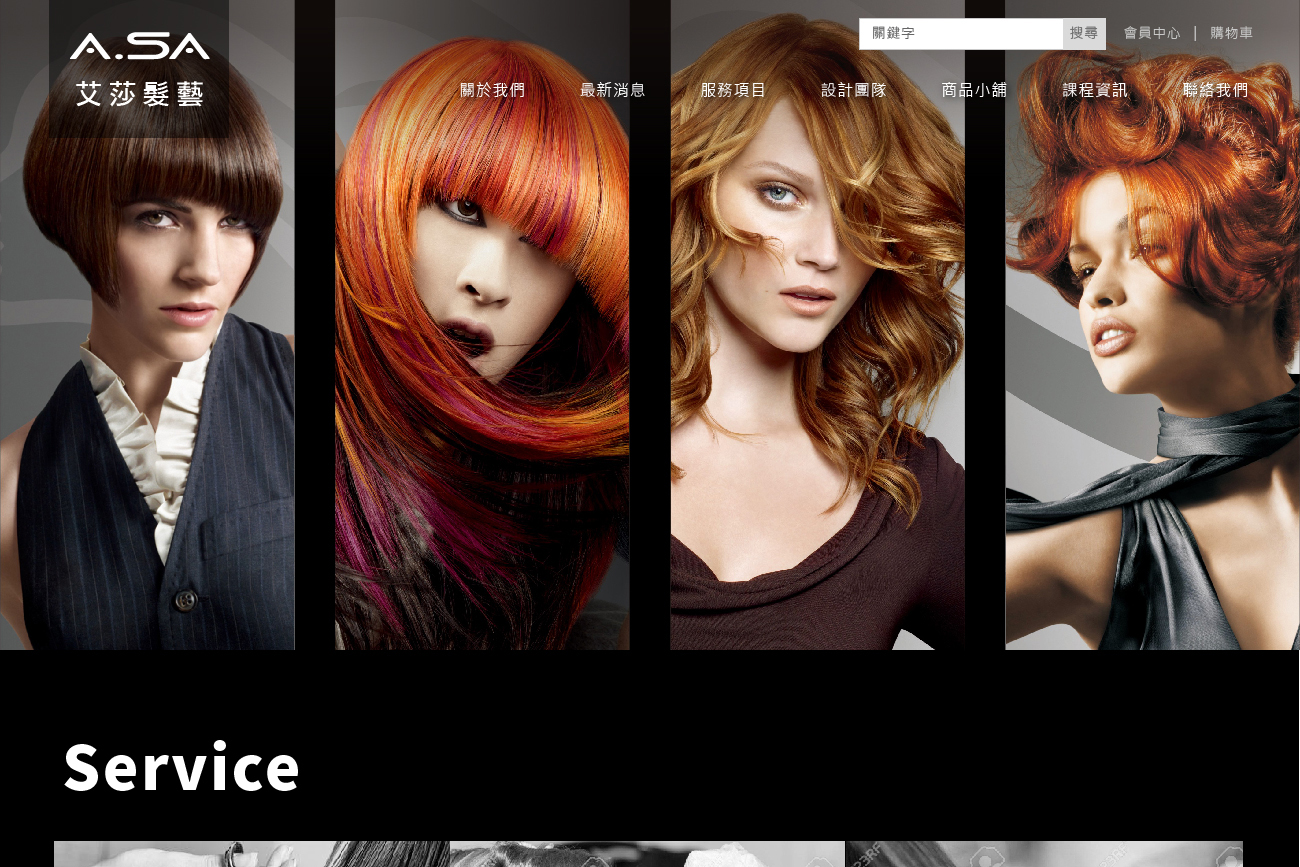 A.SA
艾莎髮藝
關鍵字 搜尋 會員中心 | 購物車
關於我們 最新消息 服務項目 設計團隊 商品小舖 課程資訊 聯絡我們
Service